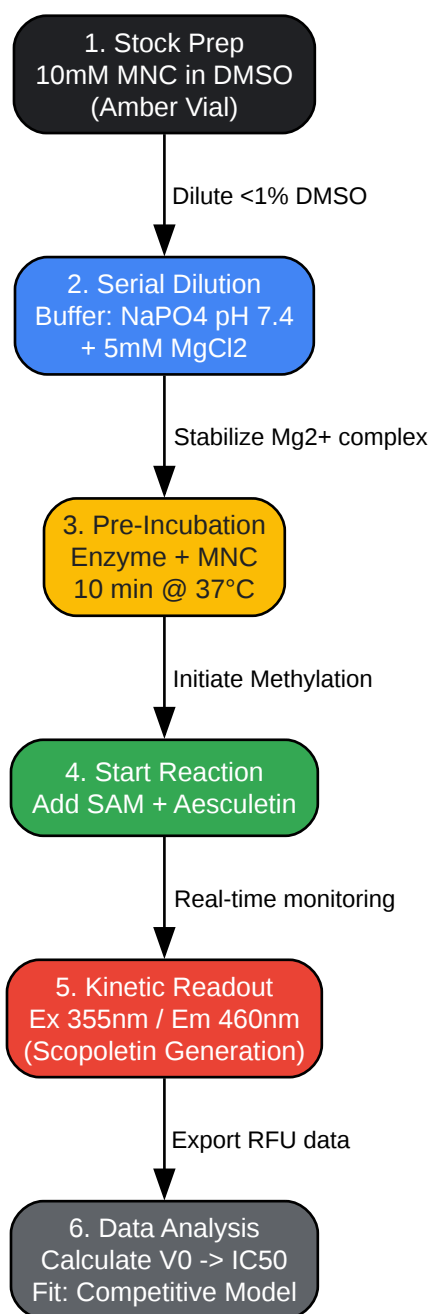 1. Stock Prep
10mM MNC in DMSO
(Amber Vial)
Dilute <1% DMSO
2. Serial Dilution
Buffer: NaPO4 pH 7.4
+ 5mM MgCl2
Stabilize Mg2+ complex
3. Pre-Incubation
Enzyme + MNC
10 min @ 37°C
Initiate Methylation
4. Start Reaction
Add SAM + Aesculetin
Real-time monitoring
5. Kinetic Readout
Ex 355nm / Em 460nm
(Scopoletin Generation)
Export RFU data
6. Data Analysis
Calculate V0 -> IC50
Fit: Competitive Model